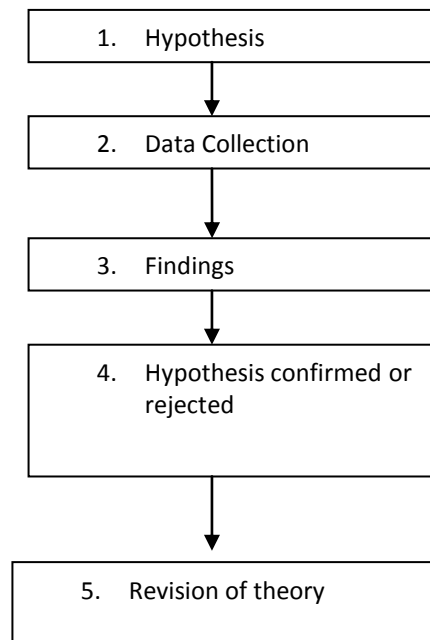 1. Hypothesis
2. Data Collection
3. Findings
4. Hypothesis confirmed or
rejected
5. Revision of theory